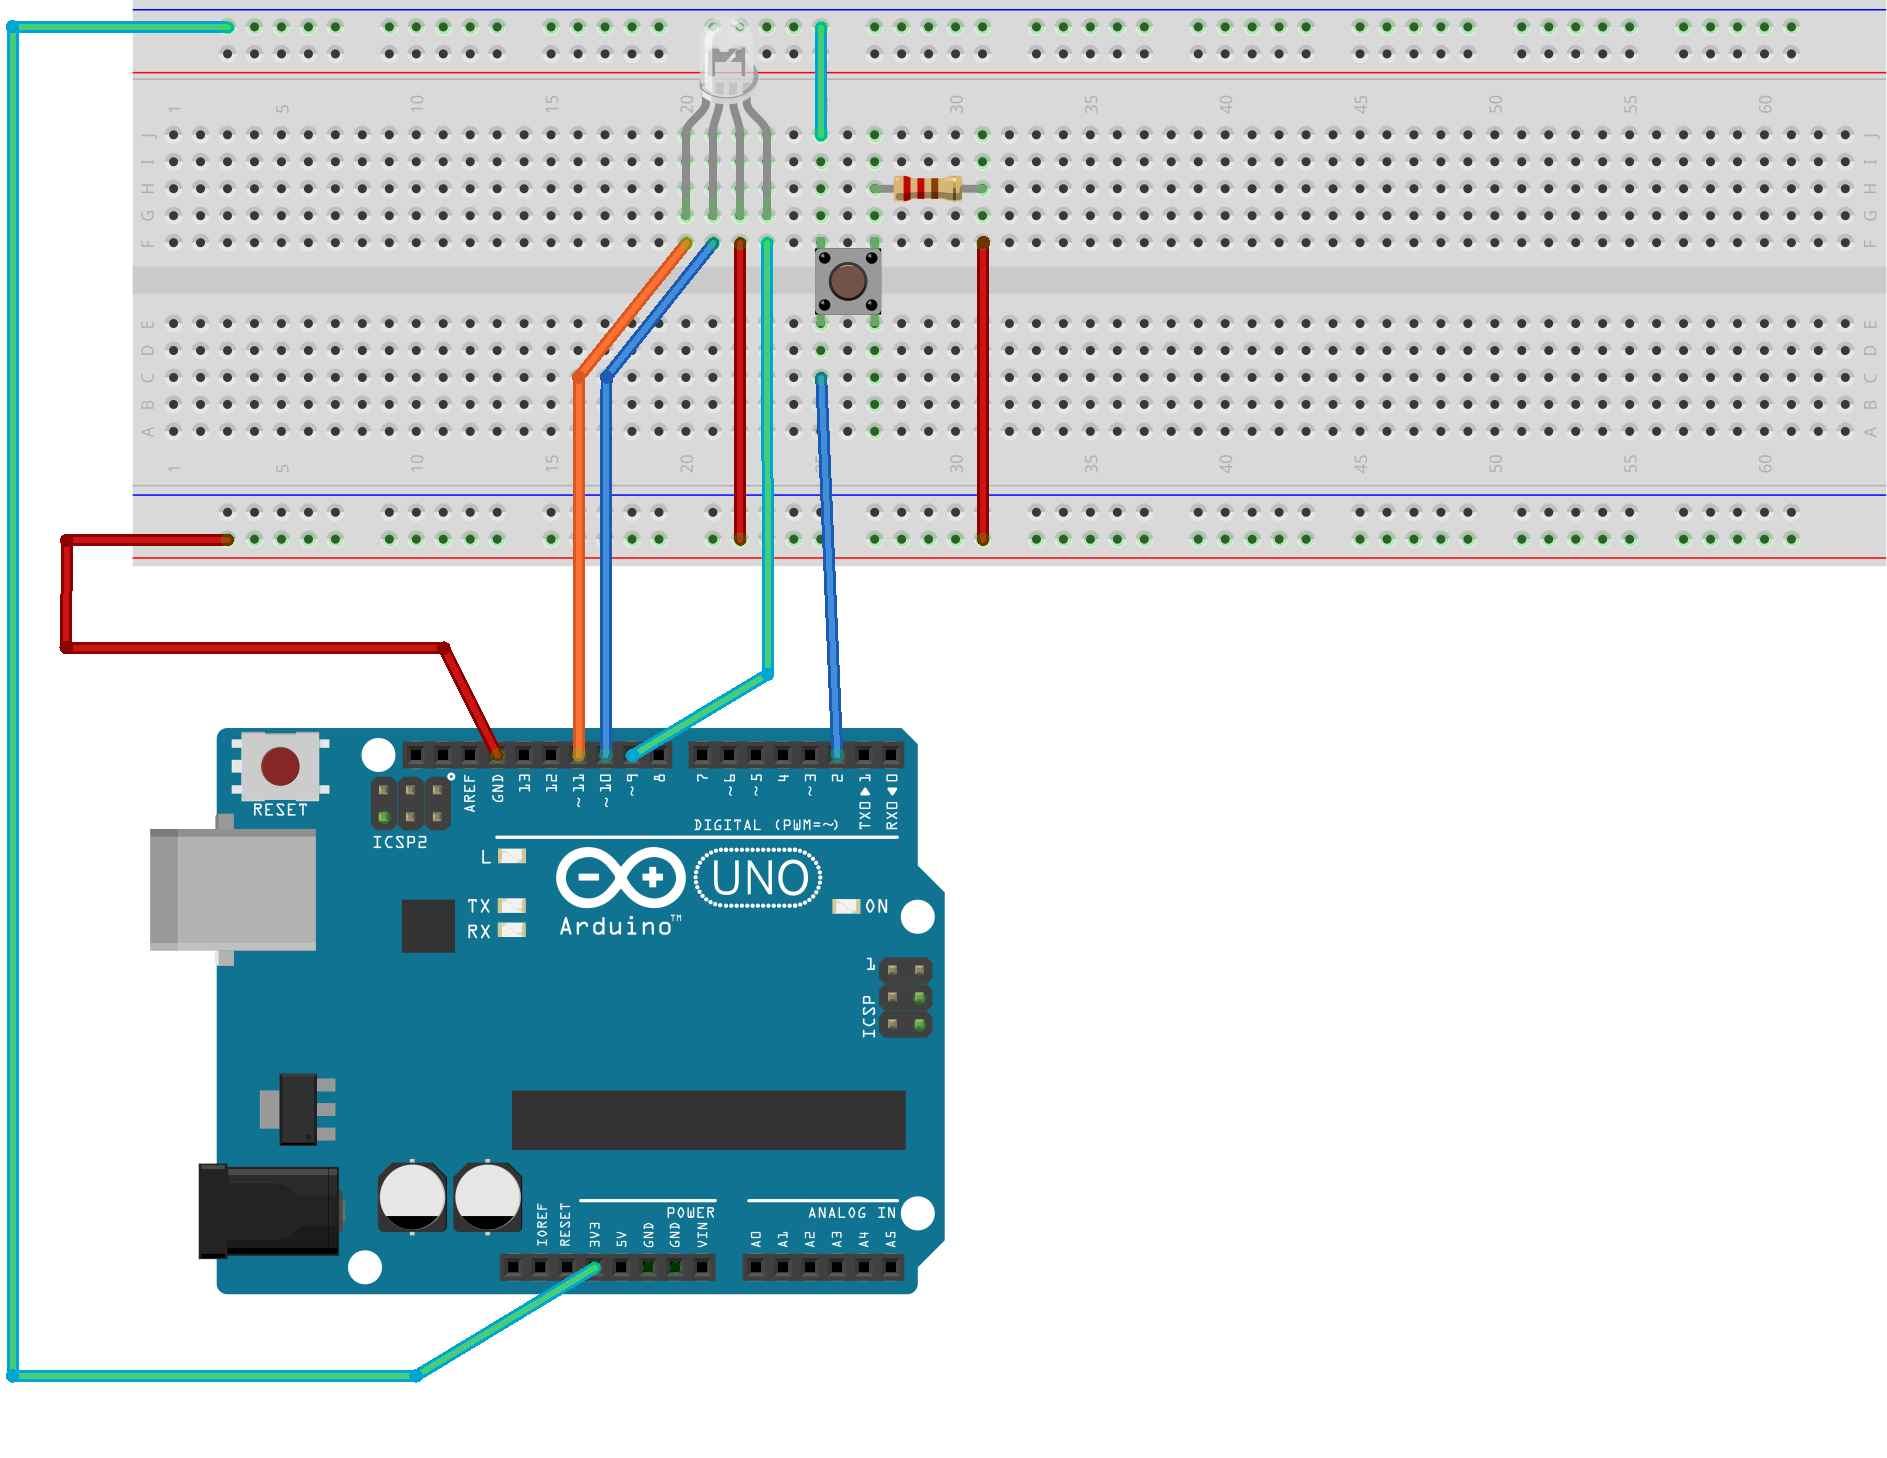 1 5 10 15 20 30 35 40 45 50 55 60
J J
I I
H H
G G
F F
E E
D D
C C
B B
A A
1 5 10 15 20 25 30 35 40 45 50 55 60
RESET
ICSP2
AREF GND 13 12 ~11 ~10 ~9 8 7 ~6 ~5 4 ~3 2 TX0▶1 RX0◀0
DIGITAL (PWM=~)
L
TX
RX
UNO
ON
Arduino™
1
ICSP
POWER
ANALOG IN
IOREF RESET 3V3 5V GND GND VIN A0 A1 A2 A3 A4 A5